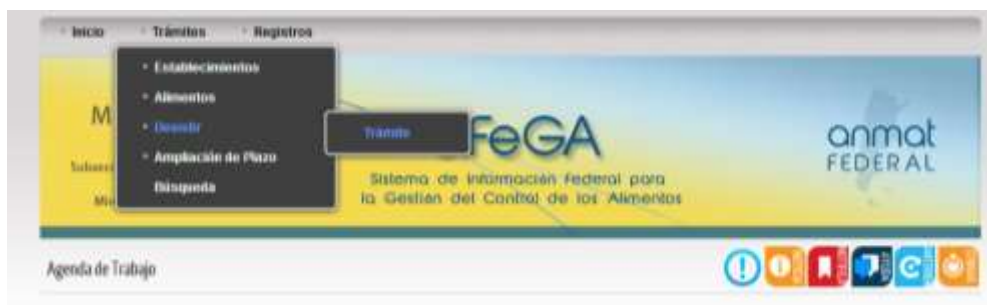 Inicio Trámites Registros
Establecimientos
Alimentos
Desistir
Trámite
Ampliación de Plazo
Búsqueda
M
FeGA
Sistema de Información Federal para
la Gestión del Control de los Alimentos
anmat
FEDERAL
Agenda de Trabajo